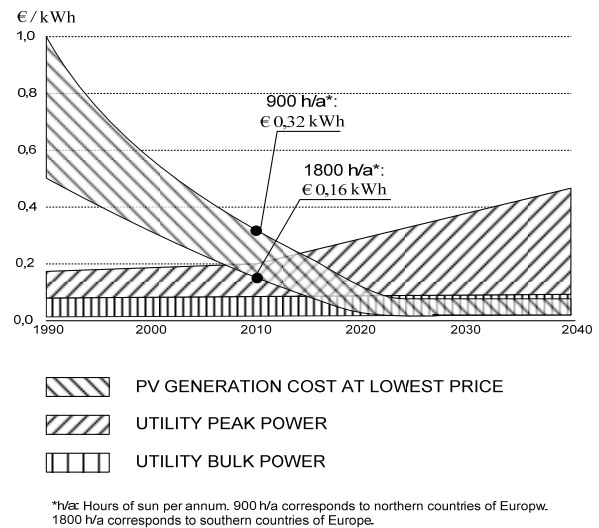 € / kWh
1,0
0,8
0,6
0,4
0,2
0,0
900 h/a*:
€ 0,32 kWh
1800 h/a*:
€ 0,16 kWh
1990 2000 2010 2020 2030 2040
PV GENERATION COST AT LOWEST PRICE
UTILITY PEAK POWER
UTILITY BULK POWER
*h/a: Hours of sun per annum. 900 h/a corresponds to northern countries of Europw.
1800 h/a corresponds to southern countries of Europe.